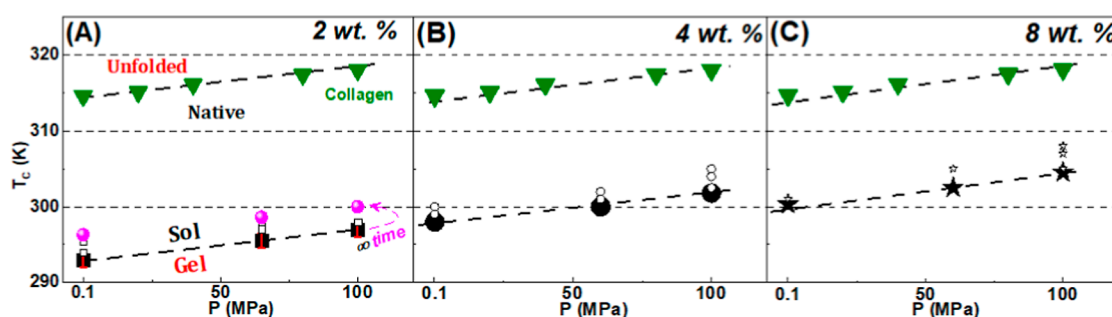 (A) 2 wt. % (B) 4 wt. % (C) 8 wt. %
320
Unfolded
Collagen
Native
310
T_C (K)
300
Sol
Gel
∞ time
290
0.1 50 100 0.1 50 100 0.1 50 100
P (MPa) P (MPa) P (MPa)